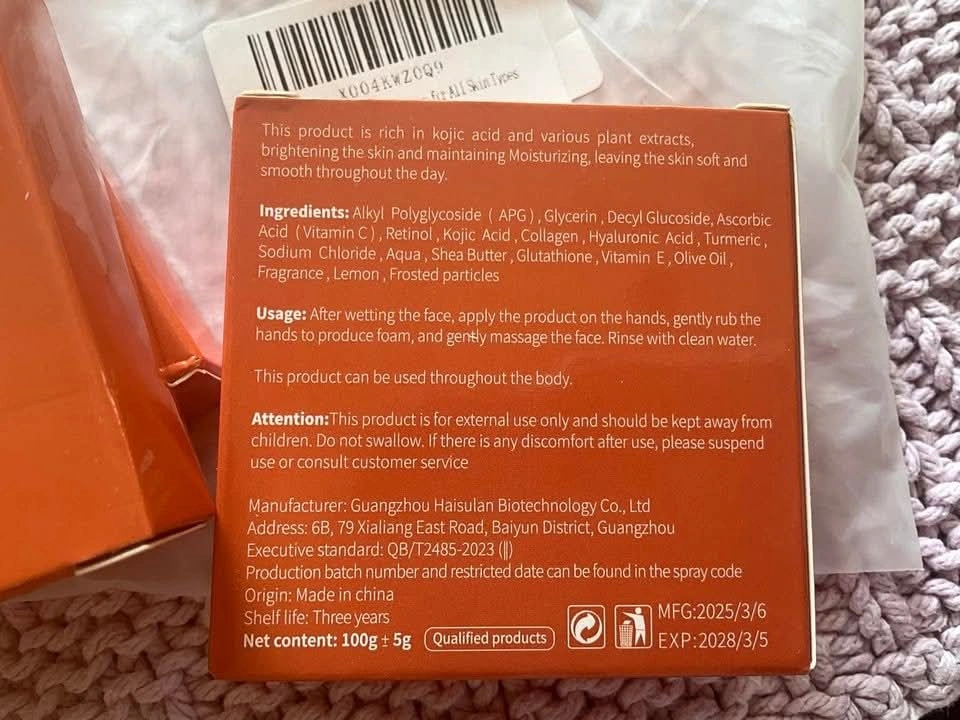 X004KWZ0Q9
for All Skin Types
This product is rich in kojic acid and various plant extracts,
brightening the skin and maintaining Moisturizing, leaving the skin soft and
smooth throughout the day.
Ingredients: Alkyl Polyglycoside ( APG ) , Glycerin , Decyl Glucoside, Ascorbic
Acid ( Vitamin C ) , Retinol , Kojic Acid , Collagen , Hyaluronic Acid , Turmeric ,
Sodium Chloride , Aqua , Shea Butter , Glutathione , Vitamin E , Olive Oil ,
Fragrance , Lemon , Frosted particles
Usage: After wetting the face, apply the product on the hands, gently rub the
hands to produce foam, and gently massage the face. Rinse with clean water.
This product can be used throughout the body.
Attention:This product is for external use only and should be kept away from
children. Do not swallow. If there is any discomfort after use, please suspend
use or consult customer service
Manufacturer: Guangzhou Haisulan Biotechnology Co., Ltd
Address: 6B, 79 Xialiang East Road, Baiyun District, Guangzhou
Executive standard: QB/T2485-2023 (∥)
Production batch number and restricted date can be found in the spray code
Origin: Made in china
Shelf life: Three years
Net content: 100g ± 5g Qualified products
MFG:2025/3/6
EXP:2028/3/5